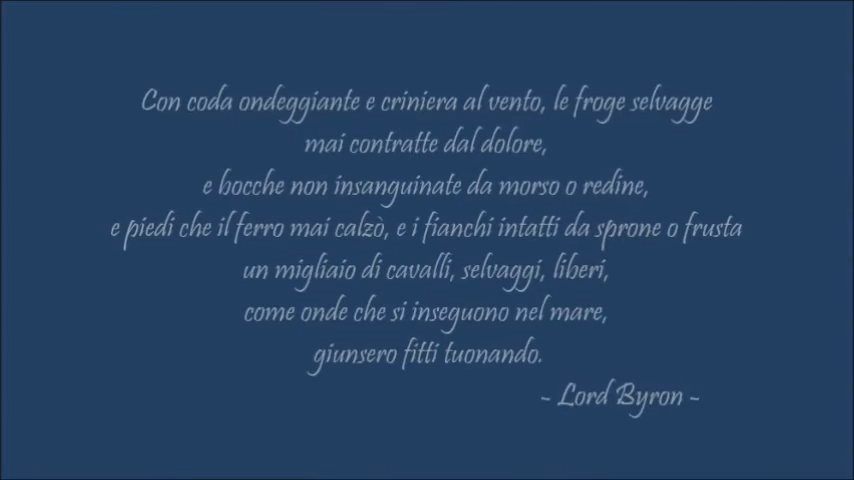 Con coda ondeggiante e criniera al vento, le froge selvagge
mai contratte dal dolore,
e bocche non insanguinate da morso o redine,
e piedi che il ferro mai calzò, e i fianchi intatti da sprone o frusta
un migliaio di cavalli, selvaggi, liberi,
come onde che si inseguono nel mare,
giunsero fitti tuonando.
~ Lord Byron ~